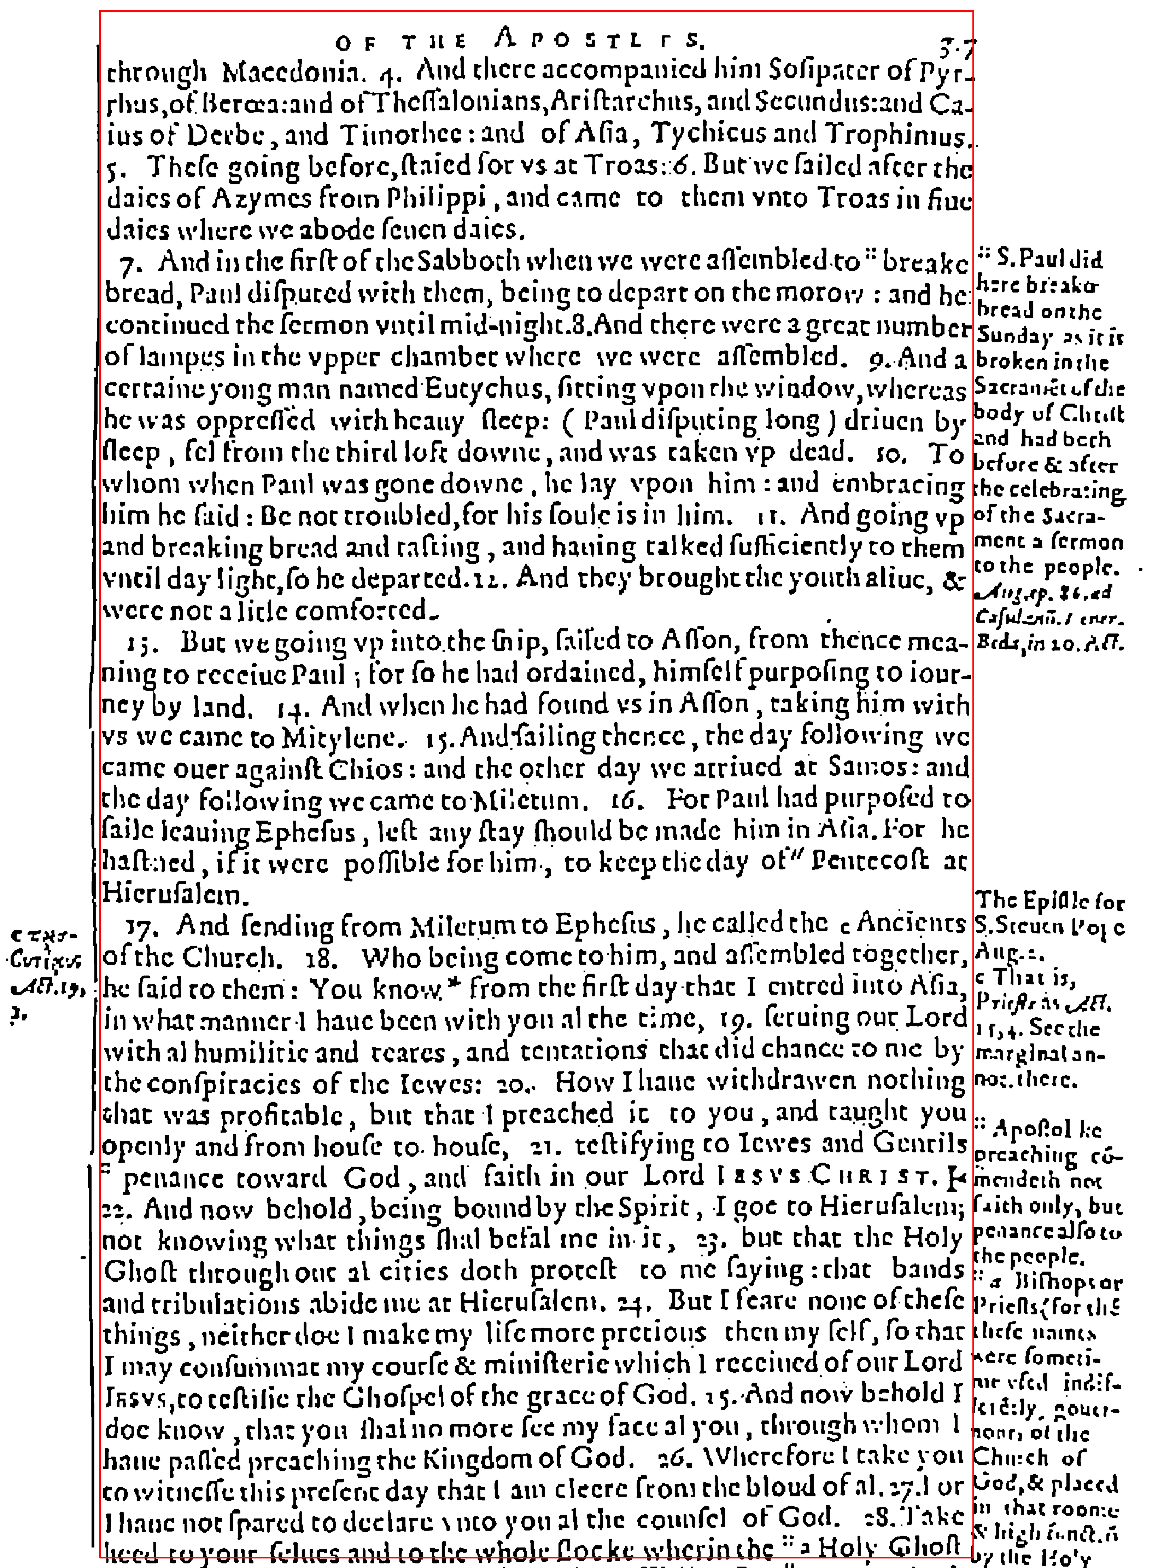 OF THE APOSTLES.
through Macedonia. 4. And there accompanied him Sosipater of Pyr-
rhus, of Berœa: and of Thessalonians, Aristarchus, and Secundus: and Ca-
ius of Derbe, and Timothee: and of Asia, Tychicus and Trophimus.
5. These going before, staied for vs at Troas: 6. But we sailed after the
daies of Azymes from Philippi, and came to them vnto Troas in fiue
daies where we abode seuen daies.
7. And in the first of the Sabboth when we were assembled to " breake
bread, Paul disputed with them, being to depart on the morow : and he
continued the sermon vntil mid-night. 8. And there were a great number
of lampes in the vpper chamber where we were assembled. 9. And a
certaine yong man named Eutychus, sitting vpon the window, whereas
he was oppressed with heauy sleep: ( Paul disputing long ) driuen by
sleep, fel from the third loft downe, and was taken vp dead. 10. To
whom when Paul was gone downe, he lay vpon him : and embracing
him he said : Be not troubled, for his soule is in him. 11. And going vp
and breaking bread and tasting, and hauing talked sufficiently to them
vntil day light, so he departed. 12. And they brought the youth aliue, &
were not a litle comforted.
13. But we going vp into the ship, sailed to Asson, from thence mea-
ning to receiue Paul ; for so he had ordained, himself purposing to iour-
ney by land. 14. And when he had found vs in Asson, taking him with
vs we came to Mitylene. 15. And sailing thence, the day following we
came ouer against Chios: and the other day we arriued at Samos: and
the day following we came to Miletum. 16. For Paul had purposed to
saile leauing Ephesus, lest any stay should be made him in Asia. For he
hastned, if it were possible for him, to keep the day of " Pentecost at
Hierusalem.
17. And sending from Miletum to Ephesus, he called the c Ancients
of the Church. 18. Who being come to him, and assembled together,
he said to them: You know * from the first day that I entred into Asia,
in what manner I haue been with you al the time, 19. seruing our Lord
with al humilitie and teares, and tentations that did chance to me by
the conspiracies of the Iewes: 20. How I haue withdrawen nothing
that was profitable, but that I preached it to you, and taught you
openly and from house to house, 21. testifying to Iewes and Gentils
" penance toward God, and faith in our Lord IESVS CHRIST.
22. And now behold, being bound by the Spirit, I goe to Hierusalem;
not knowing what things shal befal me in it, 23. but that the Holy
Ghost throughout al cities doth protest to me saying: that bands
and tribulations abide me at Hierusalem. 24. But I feare none of these
things, neither doe I make my life more pretious then my self, so that
I may consummat my course & ministerie which I receiued of our Lord
IESVS, to testifie the Ghospel of the grace of God. 25. And now behold I
doe know, that you shal no more see my face al you, through whom I
haue passed preaching the Kingdom of God. 26. Wherefore I take you
to witnesse this present day that I am cleere from the bloud of al. 27. For
I haue not spared to declare vnto you al the counsel of God. 28. Take
heed to your selues and to the whole flocke wherin the " a Holy Ghost
" S. Paul did
here breake
bread on the
Sunday as it is
broken in the
Sacramēt of the
body of Christ
and had both
before & after
the celebrating
of the Sacra-
ment a sermon
to the people.
Aug. ep. 86. ad
Beda, in 20. Act.
The Epistle for
S. Steuen Pope
Aug. 2.
c That is,
Priests as Act.
15,4. See the
marginal an-
not. there.
" Apostolike
preaching cō-
mendeth not
faith only, but
penance also to
the people.
" a Bishops or
Priests (for thē
these names
were someti-
me vsed indif-
ferētly, gouer-
nours of the
Church of
God, & placed
in that roome
& high
by the Holy
Act. 19,